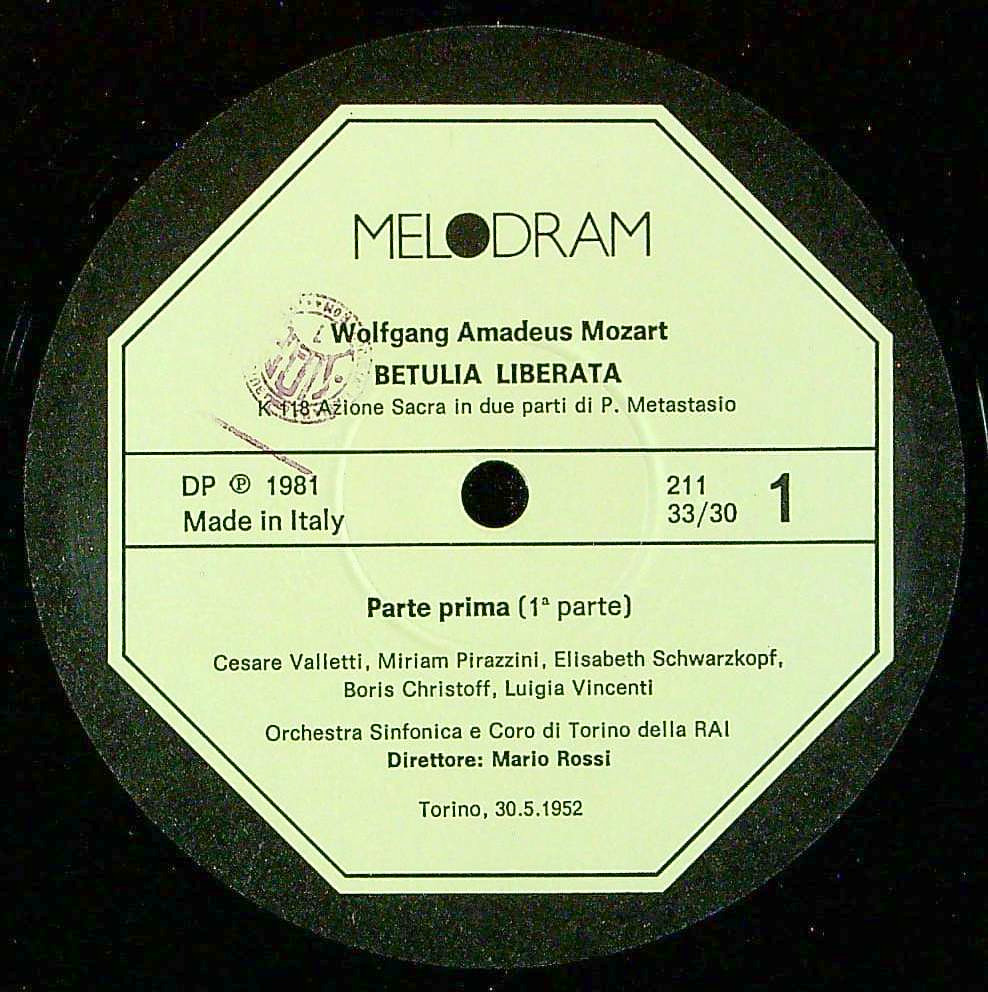 MELODRAM
Wolfgang Amadeus Mozart
BETULIA LIBERATA
K 118 Azione Sacra in due parti di P. Metastasio
DP ℗ 1981
Made in Italy
211
33/30
1
Parte prima (1ª parte)
Cesare Valletti, Miriam Pirazzini, Elisabeth Schwarzkopf,
Boris Christoff, Luigia Vincenti
Orchestra Sinfonica e Coro di Torino della RAI
Direttore: Mario Rossi
Torino, 30.5.1952